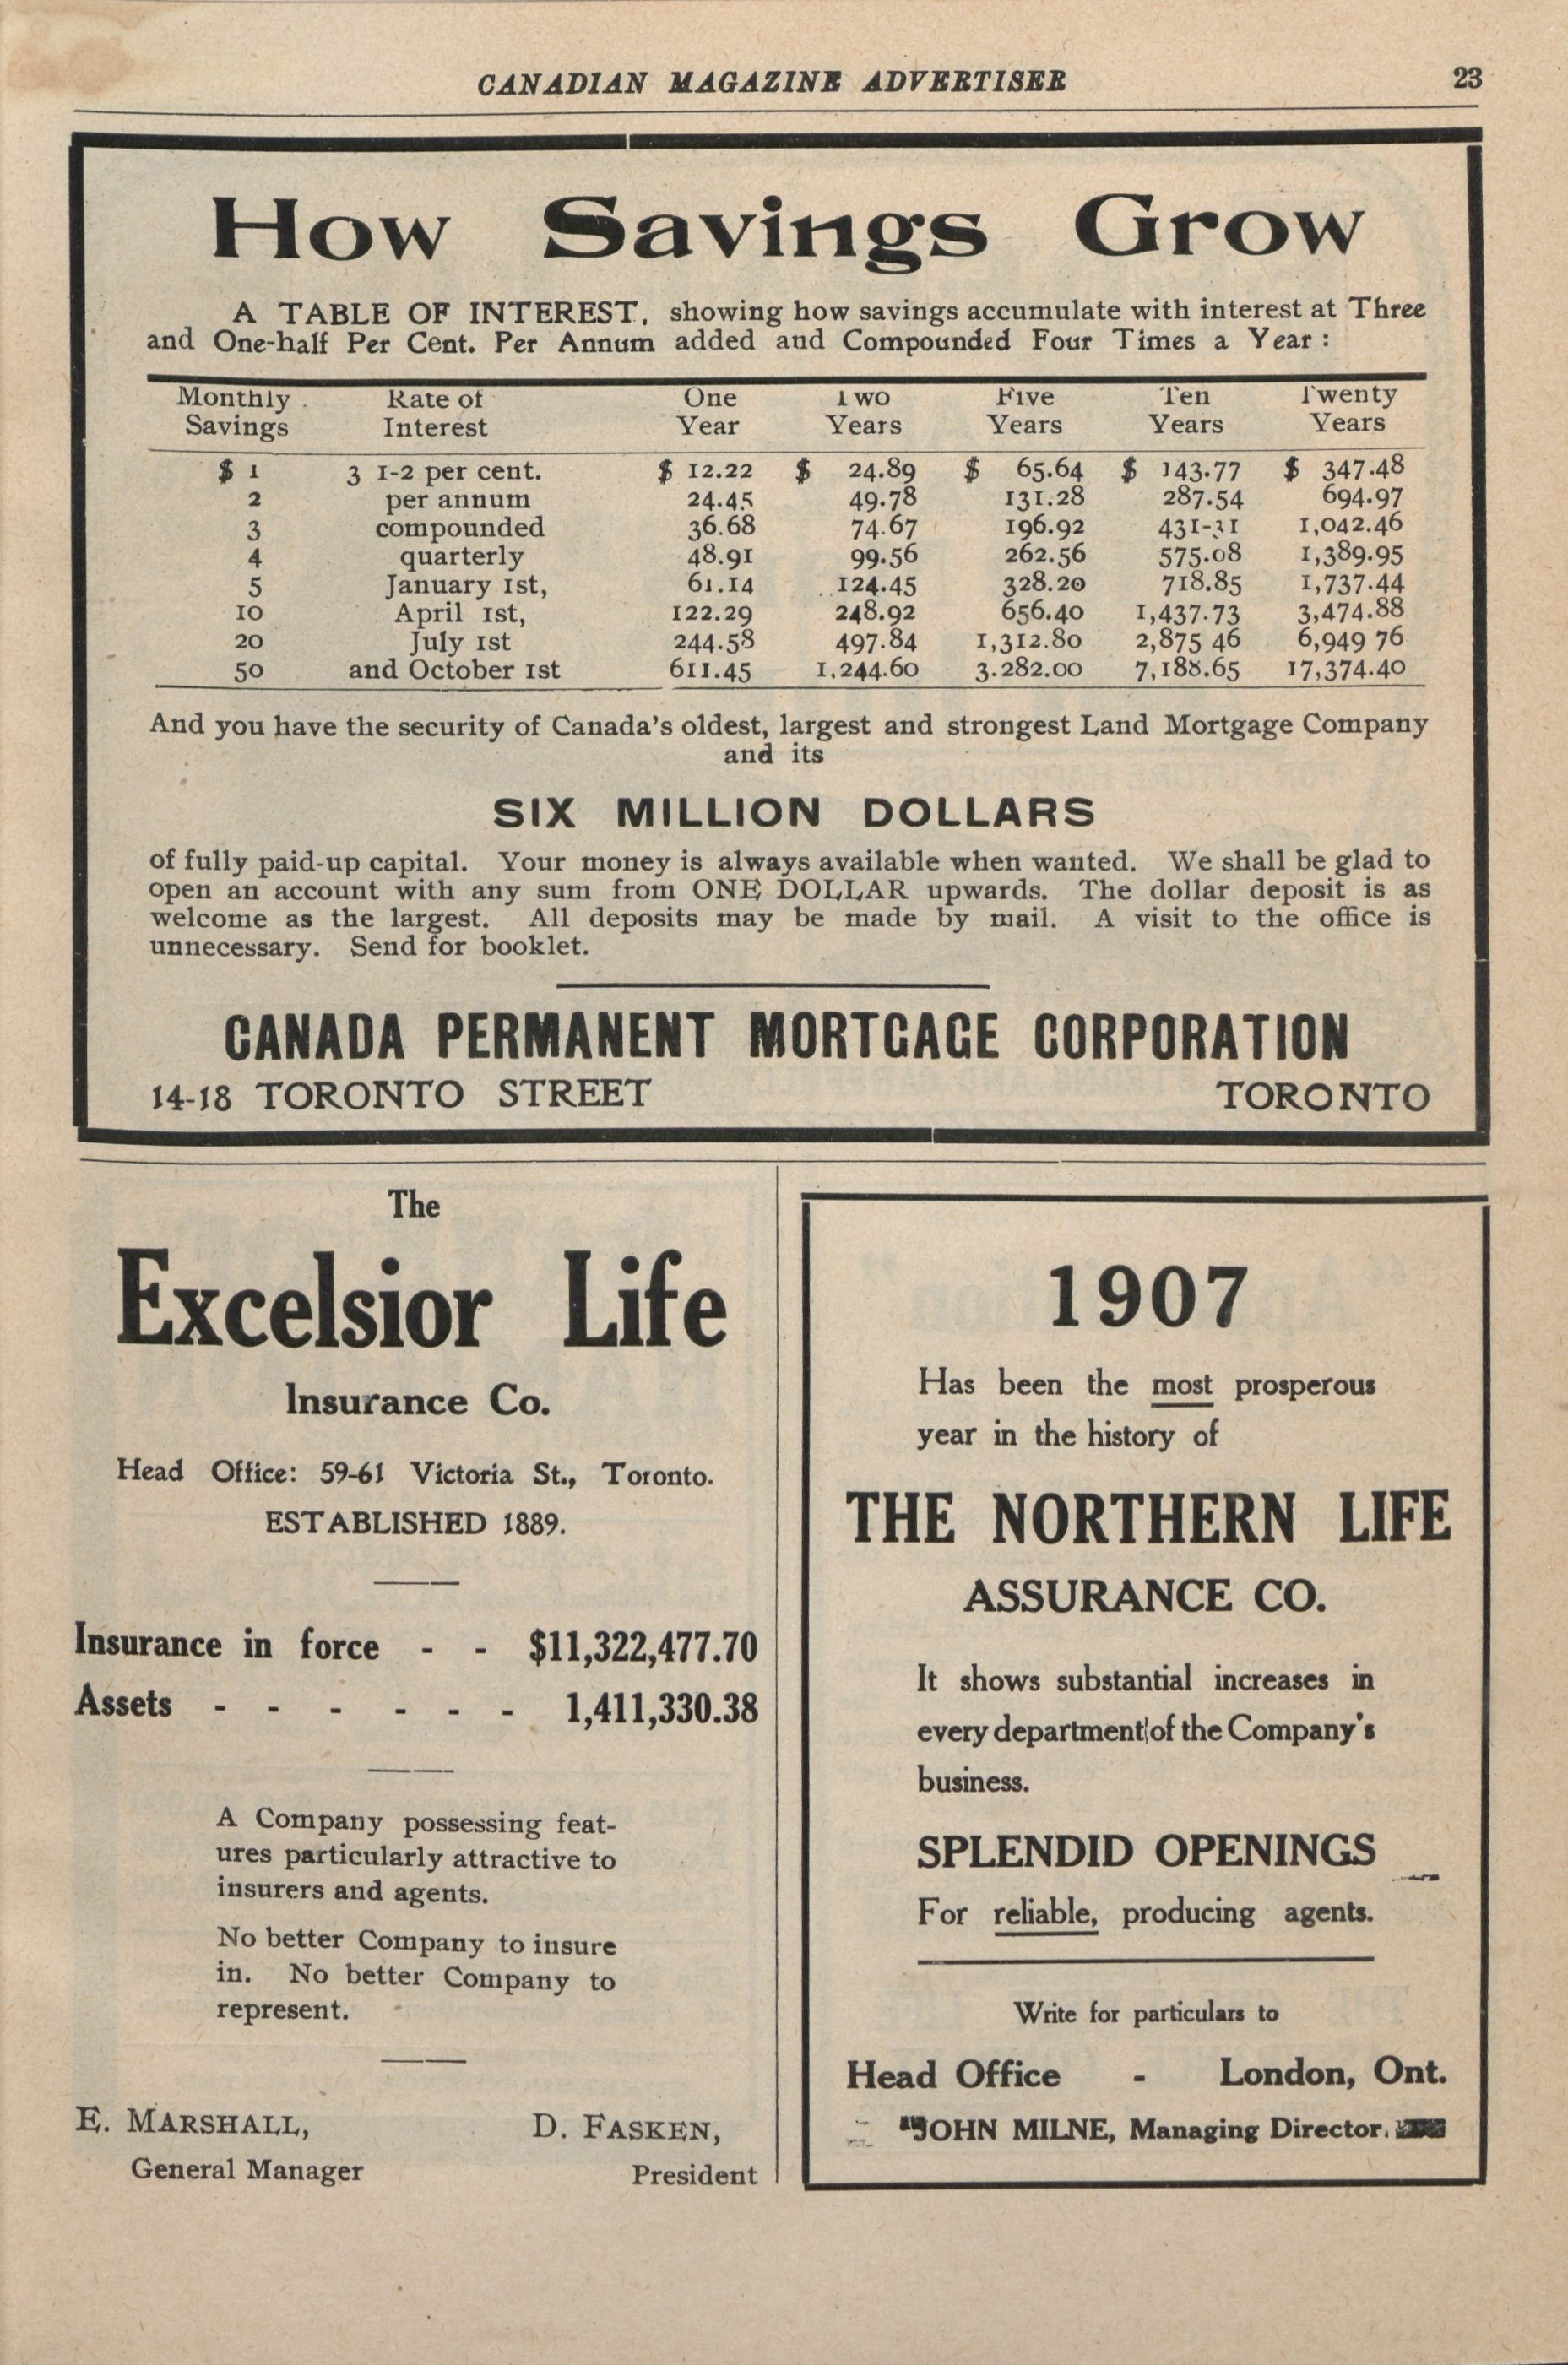 CANADIAN MAGAZINE ADVERTISER 23
How Savings Grow
A TABLE OF INTEREST, showing how savings accumulate with interest at Three
and One-half Per Cent. Per Annum added and Compounded Four Times a Year:
Monthly Rate of One Two Five Ten Twenty
Savings Interest Year Years Years Years Years
$ 1 3 1-2 per cent. $ 12.22 $ 24.89 $ 65.64 $ 143.77 $ 347.48
2 per annum 24.45 49.78 131.28 287.54 694.97
3 compounded 36.68 74.67 196.92 431-31 1,042.46
4 quarterly 48.91 99.56 262.56 575.08 1,389.95
5 January 1st, 61.14 124.45 328.20 718.85 1,737.44
10 April 1st, 122.29 248.92 656.40 1,437.73 3,474.88
20 July 1st 244.58 497.84 1,312.80 2,875 46 6,949 76
50 and October 1st 611.45 1,244.60 3.282.00 7,188.65 17,374.40
And you have the security of Canada's oldest, largest and strongest Land Mortgage Company
and its
SIX MILLION DOLLARS
of fully paid-up capital. Your money is always available when wanted. We shall be glad to
open an account with any sum from ONE DOLLAR upwards. The dollar deposit is as
welcome as the largest. All deposits may be made by mail. A visit to the office is
unnecessary. Send for booklet.
CANADA PERMANENT MORTGAGE CORPORATION
14-18 TORONTO STREET TORONTO
The
Excelsior Life
Insurance Co.
Head Office: 59-61 Victoria St., Toronto.
ESTABLISHED 1889.
Insurance in force - - $11,322,477.70
Assets - - - - - - 1,411,330.38
A Company possessing feat-
ures particularly attractive to
insurers and agents.
No better Company to insure
in. No better Company to
represent.
E. MARSHALL, D. FASKEN,
General Manager President
1907
Has been the most prosperous
year in the history of
THE NORTHERN LIFE
ASSURANCE CO.
It shows substantial increases in
every department of the Company's
business.
SPLENDID OPENINGS
For reliable, producing agents.
Write for particulars to
Head Office - London, Ont.
JOHN MILNE, Managing Director.